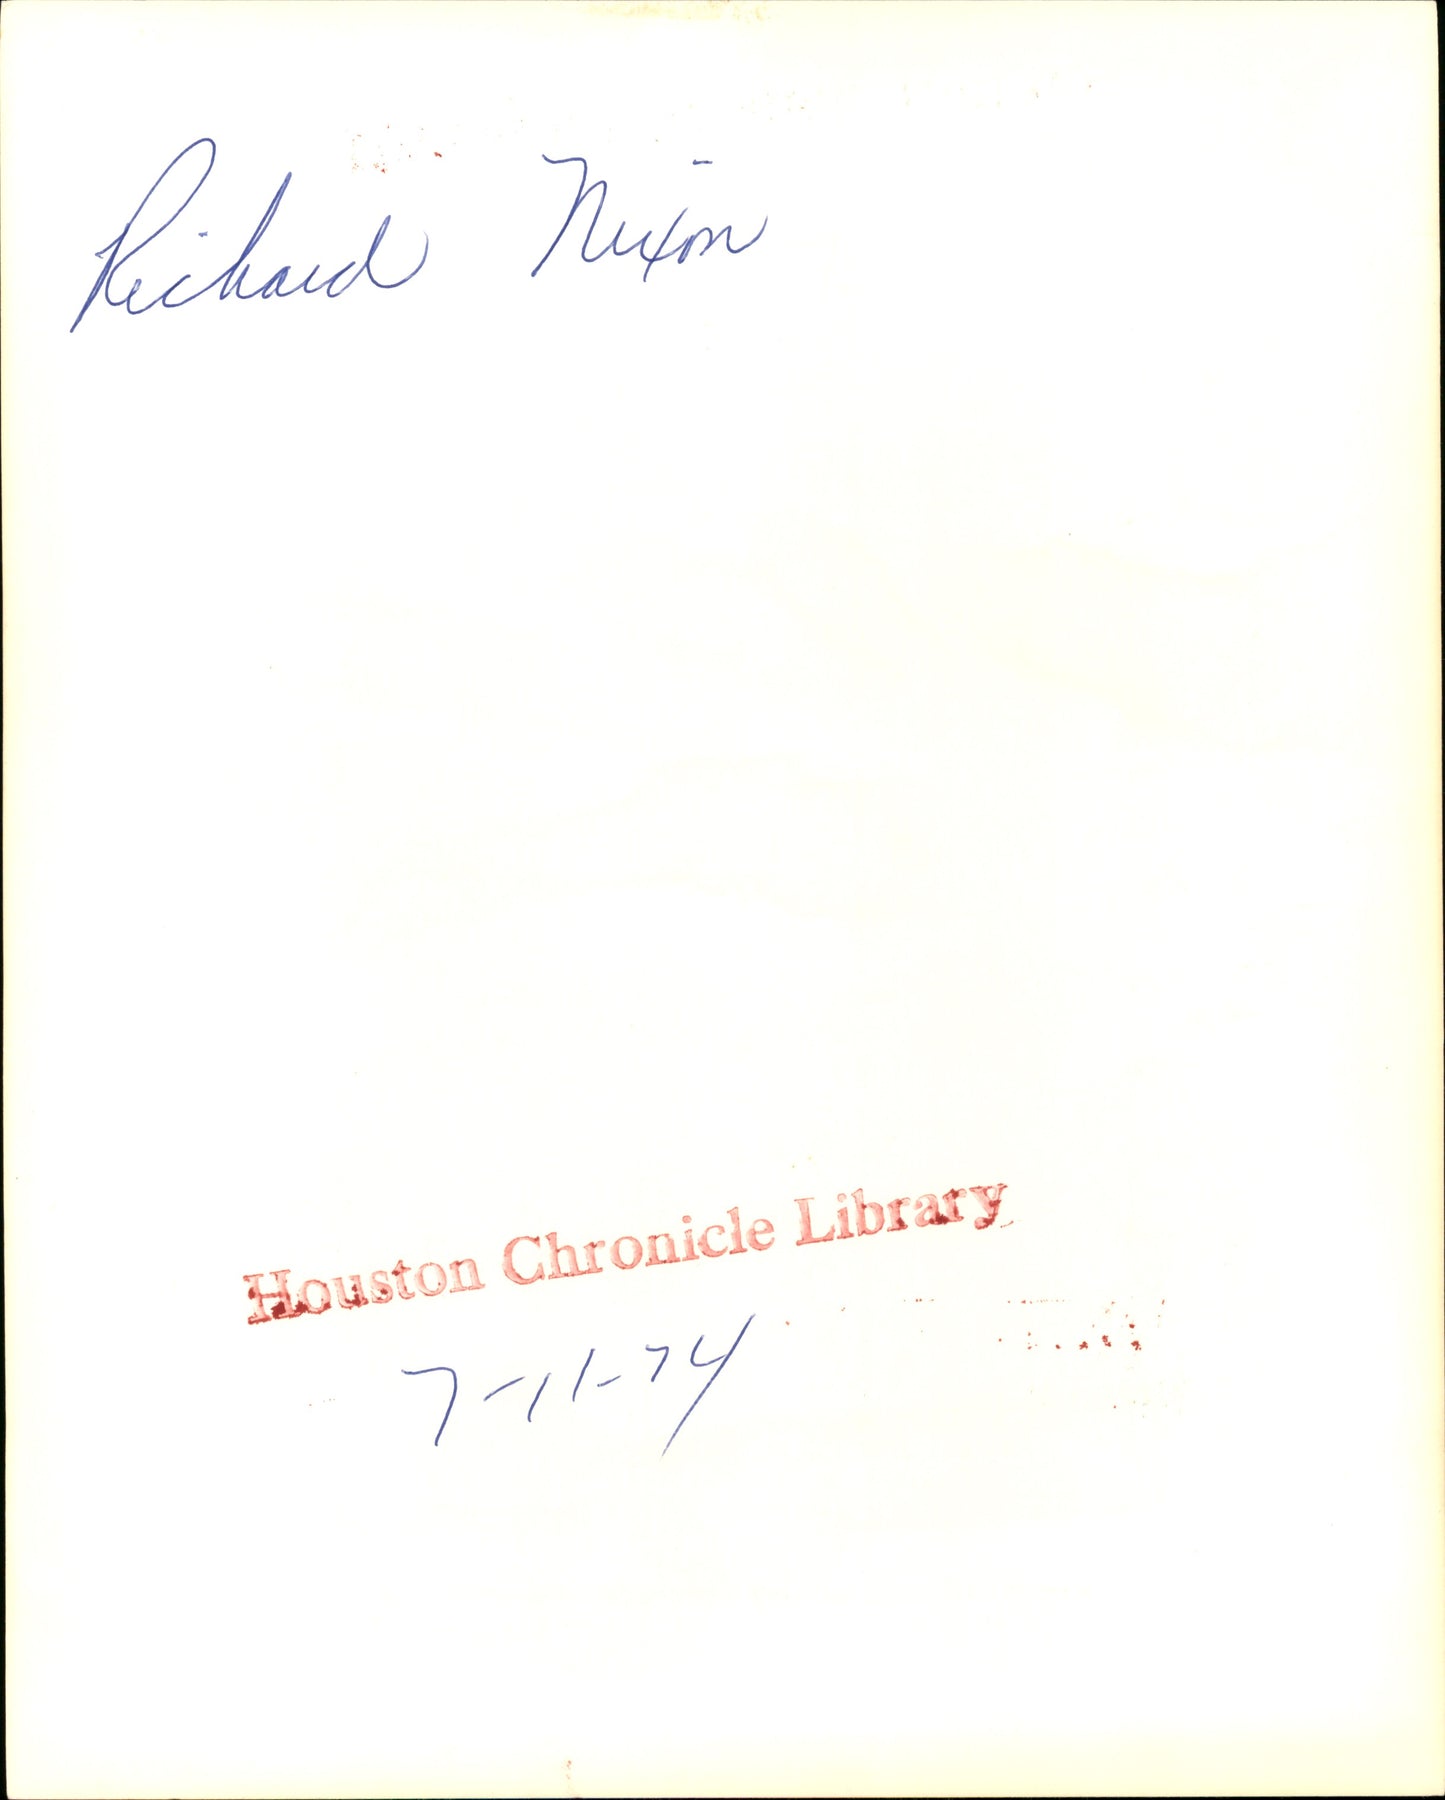 Richard Nixon
Houston Chronicle Library
7-11-74